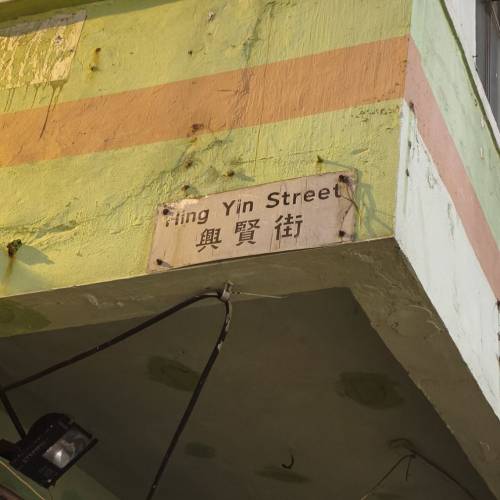 Hing Yin Street
興賢街